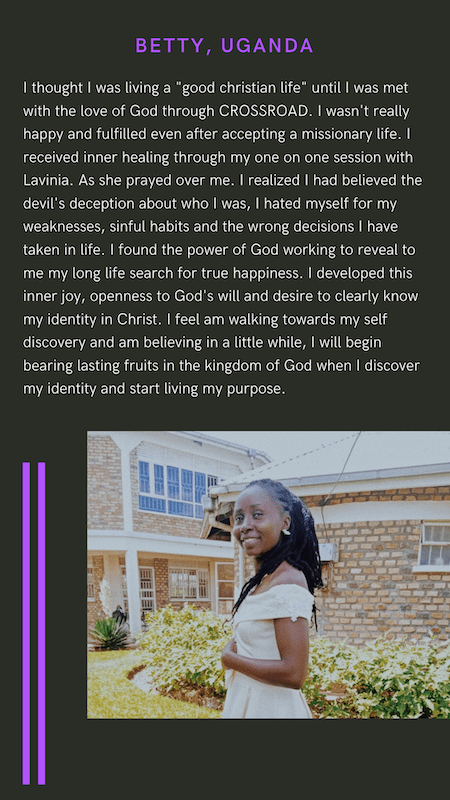 BETTY, UGANDA
I thought I was living a "good christian life" until I was met
with the love of God through CROSSROAD. I wasn't really
happy and fulfilled even after accepting a missionary life. I
received inner healing through my one on one session with
Lavinia. As she prayed over me. I realized I had believed the
devil's deception about who I was, I hated myself for my
weaknesses, sinful habits and the wrong decisions I have
taken in life. I found the power of God working to reveal to
me my long life search for true happiness. I developed this
inner joy, openness to God's will and desire to clearly know
my identity in Christ. I feel am walking towards my self
discovery and am believing in a little while, I will begin
bearing lasting fruits in the kingdom of God when I discover
my identity and start living my purpose.